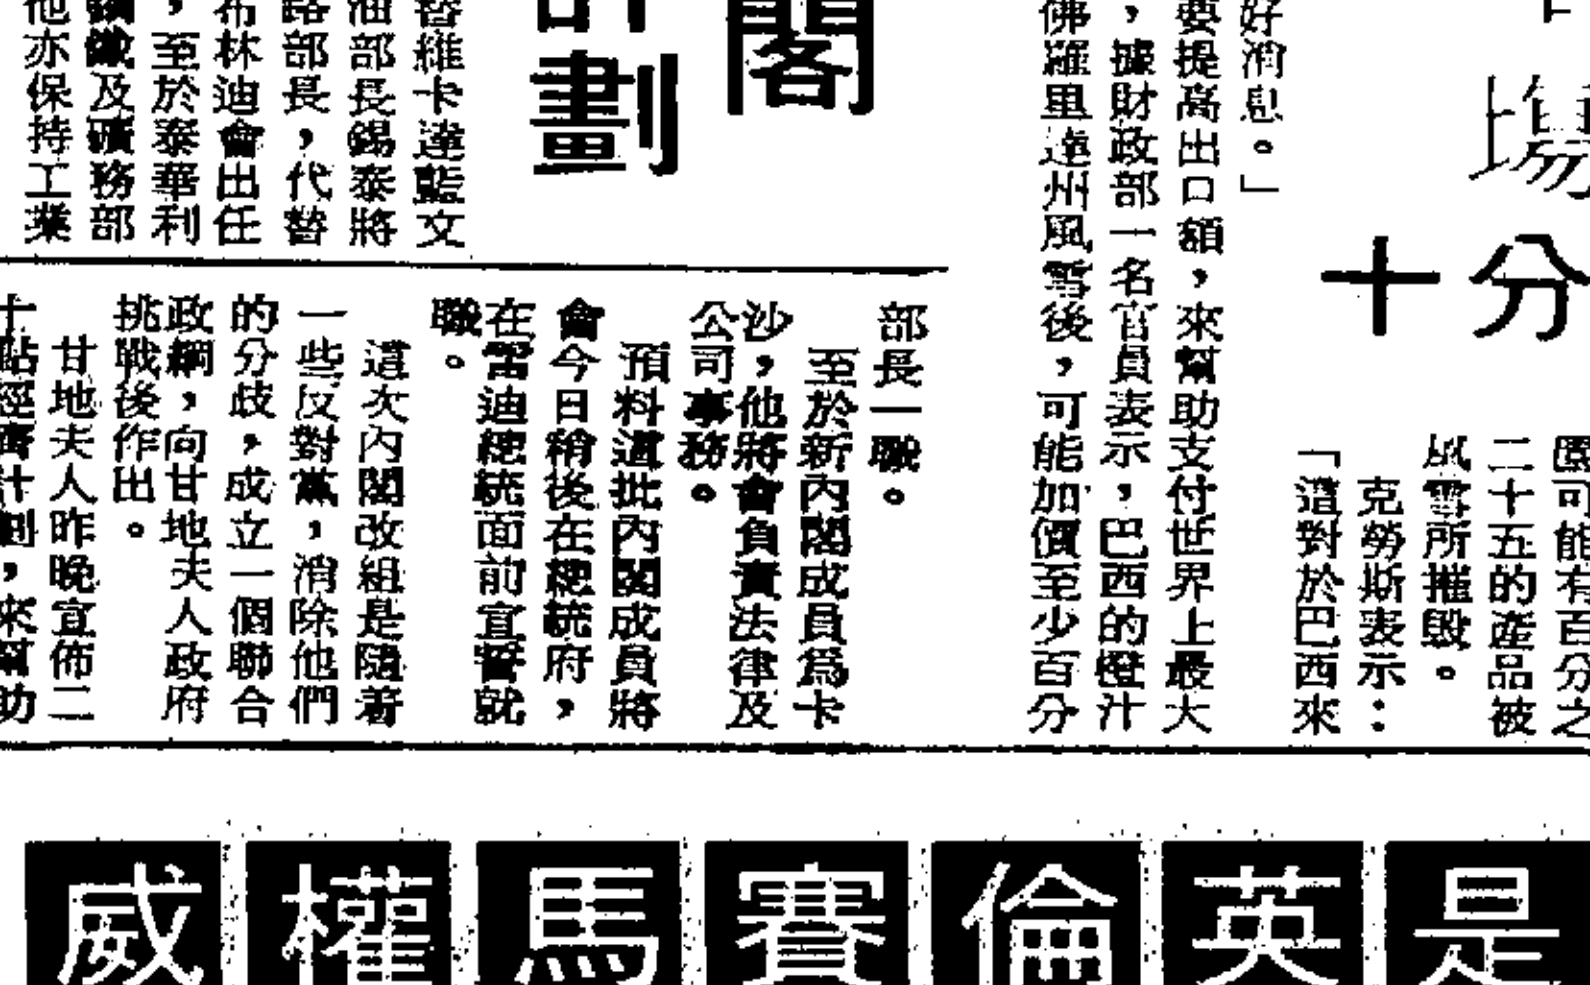 場
十分
園可能有百分之
二十五的產品被
風雪所摧毀。
克勞斯表示：
「這對於巴西來
好消息。」
要提高出口額，來幫助支付世界上最大
，據財政部一名官員表示，巴西的橙汁
佛羅里達州風雪後，可能加價至少百分
閣
計劃
替維卡達藍文
油部長錫泰將
路部長，代替
布林迪會出任
，至於泰華利
鋼鐵及礦務部
他亦保持工業
部長一職。
至於新內閣成員爲卡
沙，他將會負責法律及
公司事務。
預料這批內閣成員將
會今日稍後在總統府，
在雷迪總統面前宣誓就
職。
這次內閣改組是隨着
一些反對黨，消除他們
的分歧，成立一個聯合
政綱，向甘地夫人政府
挑戰後作出。
甘地夫人昨晚宣佈二
十點經濟計劃，來幫助
是英倫賽馬權威